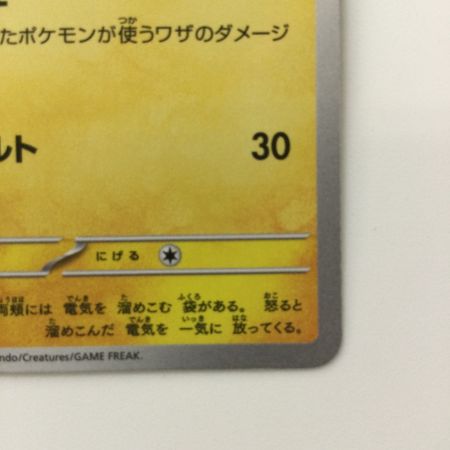 たポケモンが使うワザのダメージ
ルト 30
にげる
両頬には 電気を 溜めこむ 袋がある。 怒ると
溜めこんだ 電気を 一気に 放ってくる。
ndo/Creatures/GAME FREAK.